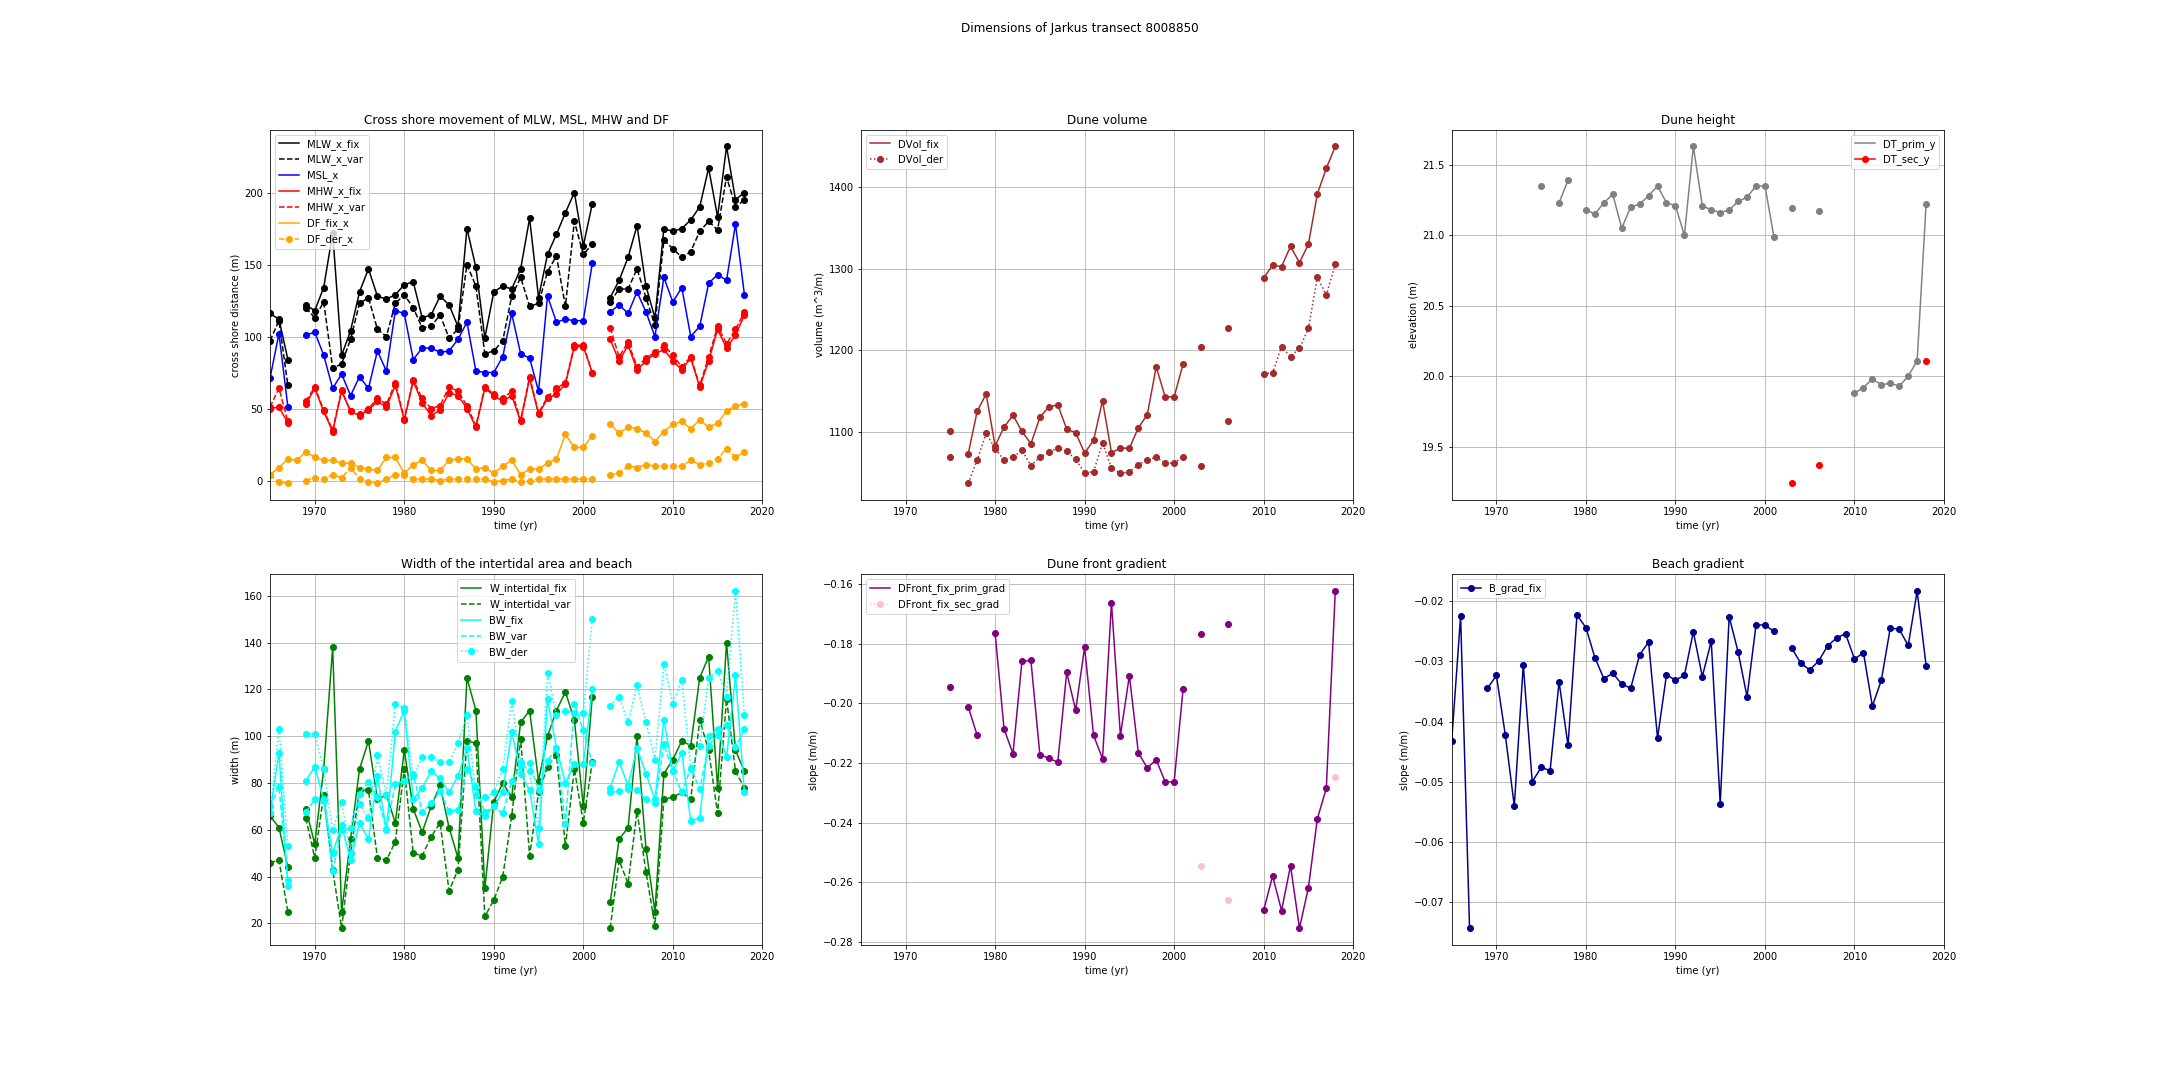 Dimensions of Jarkus transect 8008850
Cross shore movement of MLW, MSL, MHW and DF
MLW_x_fix
MLW_x_var
MSL_x
MHW_x_fix
MHW_x_var
DF_fix_x
DF_der_x
cross shore distance (m)
200
150
100
50
0
1970 1980 1990 2000 2010 2020
time (yr)
Dune volume
DVol_fix
DVol_der
volume (m^3/m)
1400
1300
1200
1100
1970 1980 1990 2000 2010 2020
time (yr)
Dune height
DT_prim_y
DT_sec_y
elevation (m)
21.5
21.0
20.5
20.0
19.5
1970 1980 1990 2000 2010 2020
time (yr)
Width of the intertidal area and beach
W_intertidal_fix
W_intertidal_var
BW_fix
BW_var
BW_der
width (m)
160
140
120
100
80
60
40
20
1970 1980 1990 2000 2010 2020
time (yr)
Dune front gradient
DFront_fix_prim_grad
DFront_fix_sec_grad
slope (m/m)
−0.16
−0.18
−0.20
−0.22
−0.24
−0.26
−0.28
1970 1980 1990 2000 2010 2020
time (yr)
Beach gradient
B_grad_fix
slope (m/m)
−0.02
−0.03
−0.04
−0.05
−0.06
−0.07
1970 1980 1990 2000 2010 2020
time (yr)